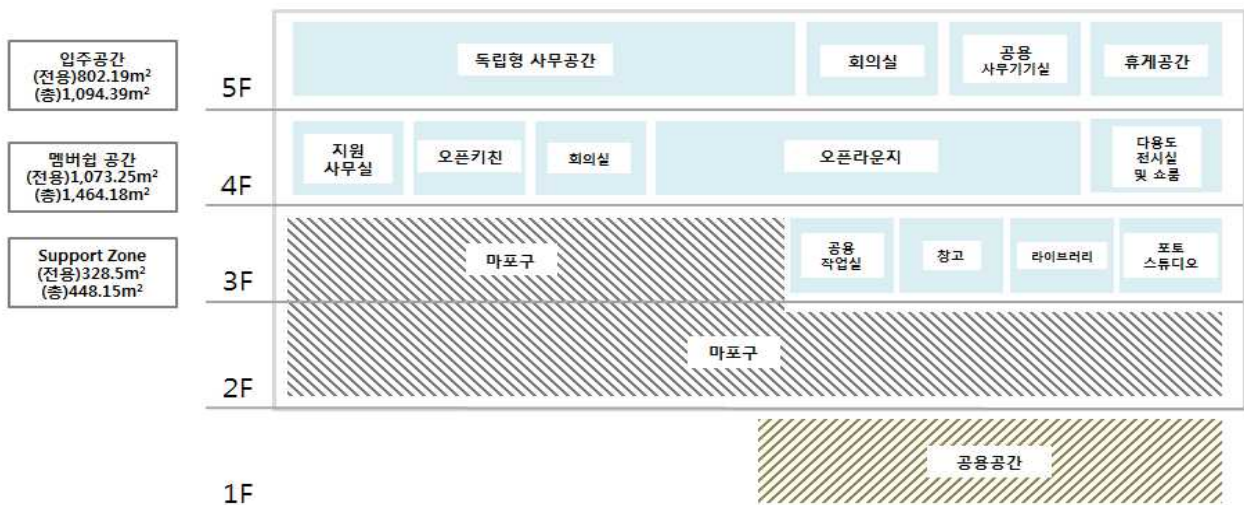 입주공간
(전용)802.19m²
(총)1,094.39m²
5F
독립형 사무공간
회의실
공용
사무기기실
휴게공간
멤버쉽 공간
(전용)1,073.25m²
(총)1,464.18m²
4F
지원
사무실
오픈키친
회의실
오픈라운지
다용도
전시실
및 쇼룸
Support Zone
(전용)328.5m²
(총)448.15m²
3F
마포구
공용
작업실
창고
라이브러리
포토
스튜디오
2F
마포구
1F
공용공간